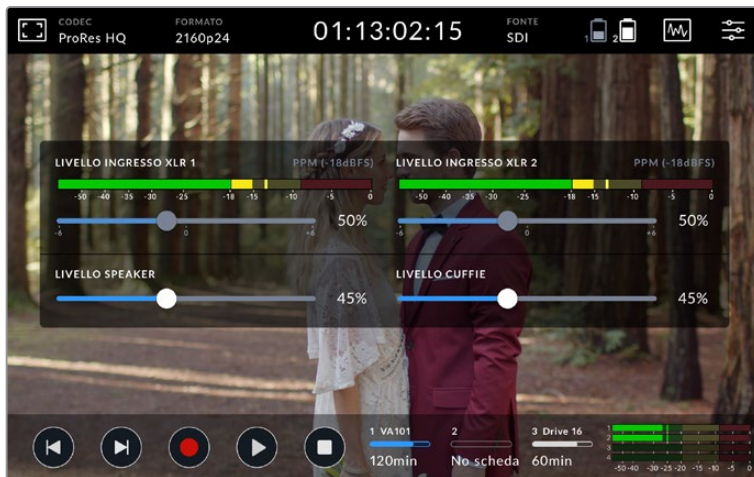 CODEC
ProRes HQ
FORMATO
2160p24
01:13:02:15
FONTE
SDI
1
2
LIVELLO INGRESSO XLR 1
PPM (-18dBFS)
-50 -40 -35 -30 -25 -18 -15 -10 -5 0
-6 0 +6
50%
LIVELLO INGRESSO XLR 2
PPM (-18dBFS)
-50 -40 -35 -30 -25 -18 -15 -10 -5 0
-6 0 +6
50%
LIVELLO SPEAKER
45%
LIVELLO CUFFIE
45%
1 VA101
120min
2
No scheda
3 Drive 16
60min
1
2
3
4
-50 -40 -30 -25 -20 -15 -10 -5 0